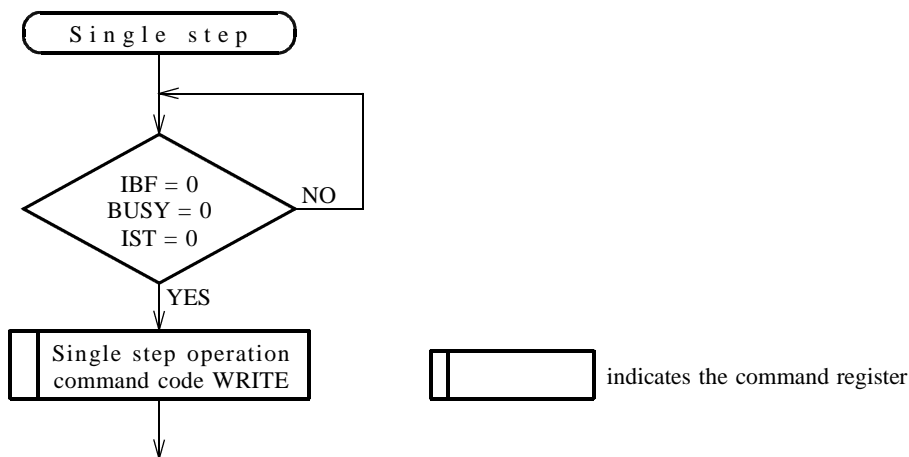 Single step
IBF = 0
BUSY = 0
IST = 0
NO
YES
Single step operation
command code WRITE
indicates the command register